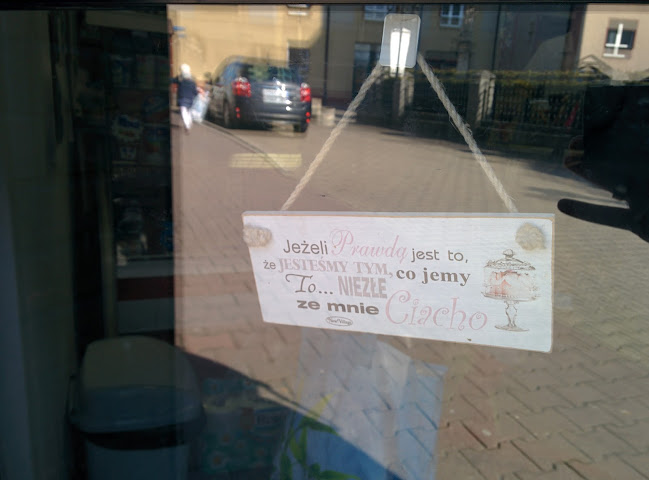 Jeżeli Prawdą jest to,
że JESTEŚMY TYM, co jemy
To... NIEZŁE
ze mnie Ciacho